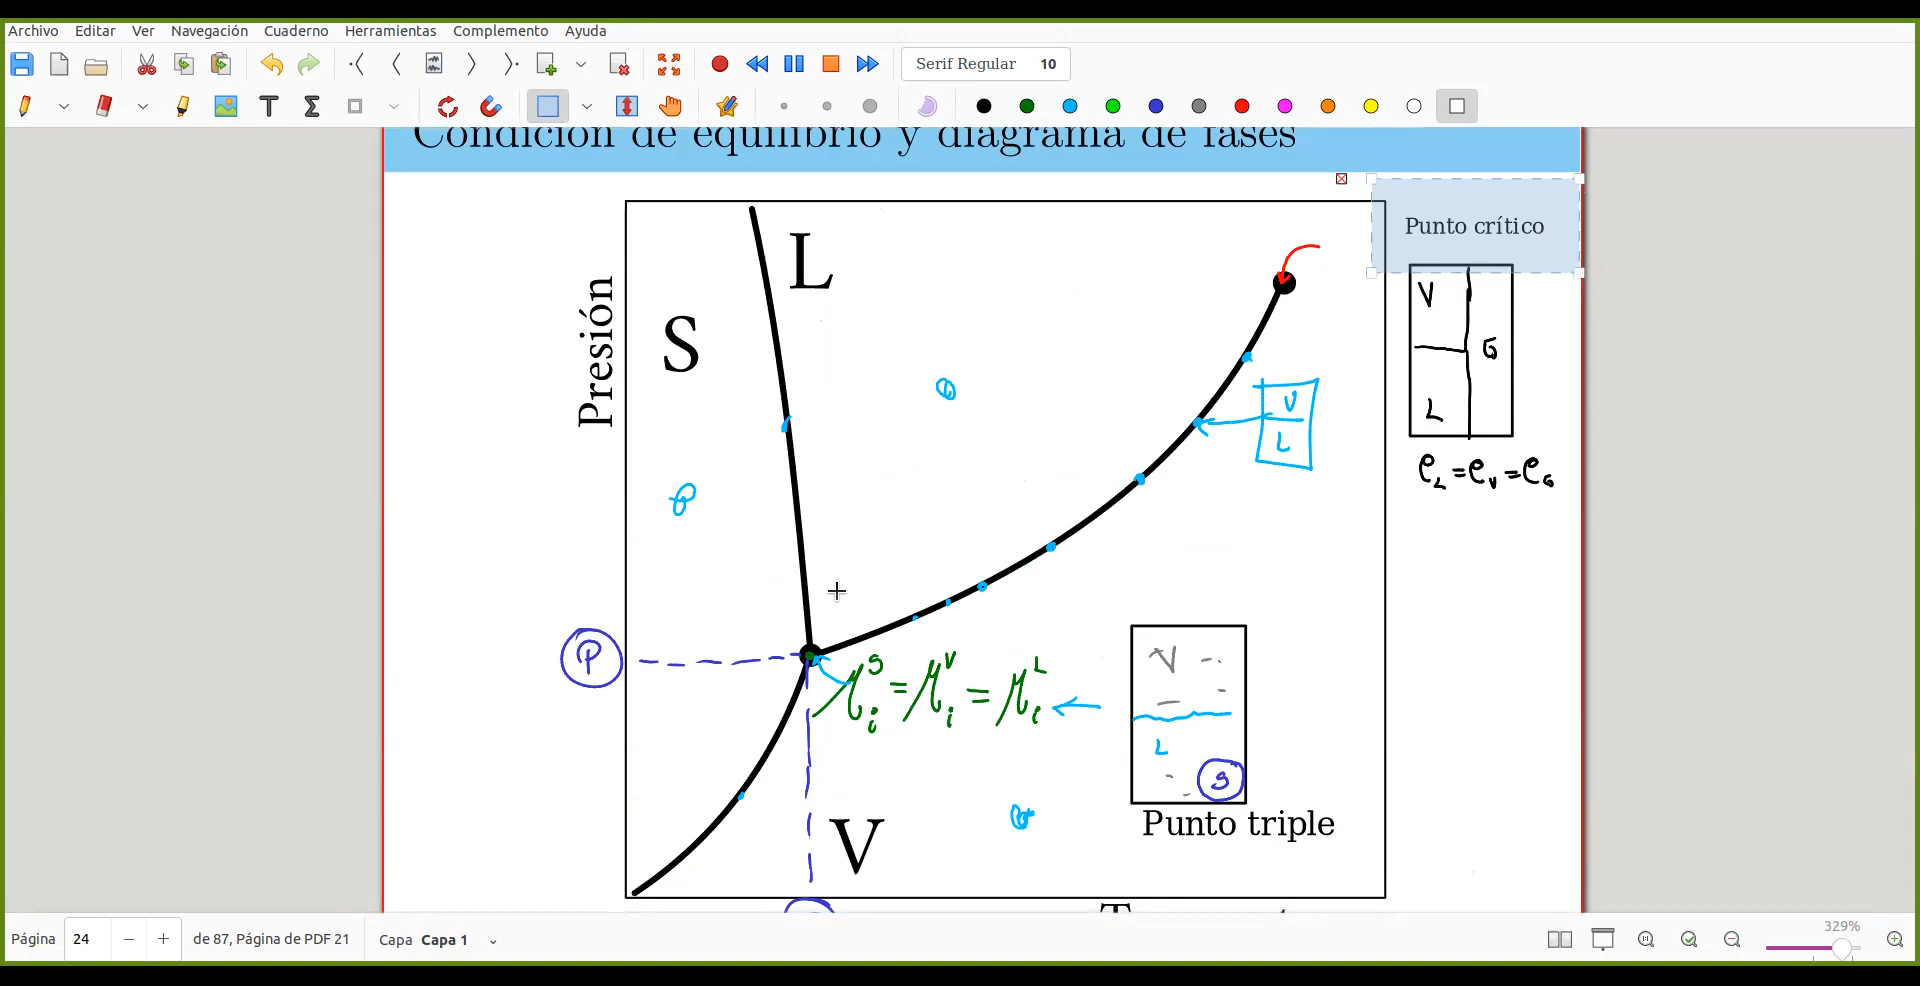 Archivo Editar Ver Navegación Cuaderno Herramientas Complemento Ayuda
Serif Regular 10
Condición de equilibrio y diagrama de fases
Punto crítico
L
S
Presión
V
G
L
V
L
ρL = ρV = ρG
P
μiS = μiV = μiL
V
L
S
Punto triple
V
Página 24 de 87, Página de PDF 21 Capa Capa 1
329%